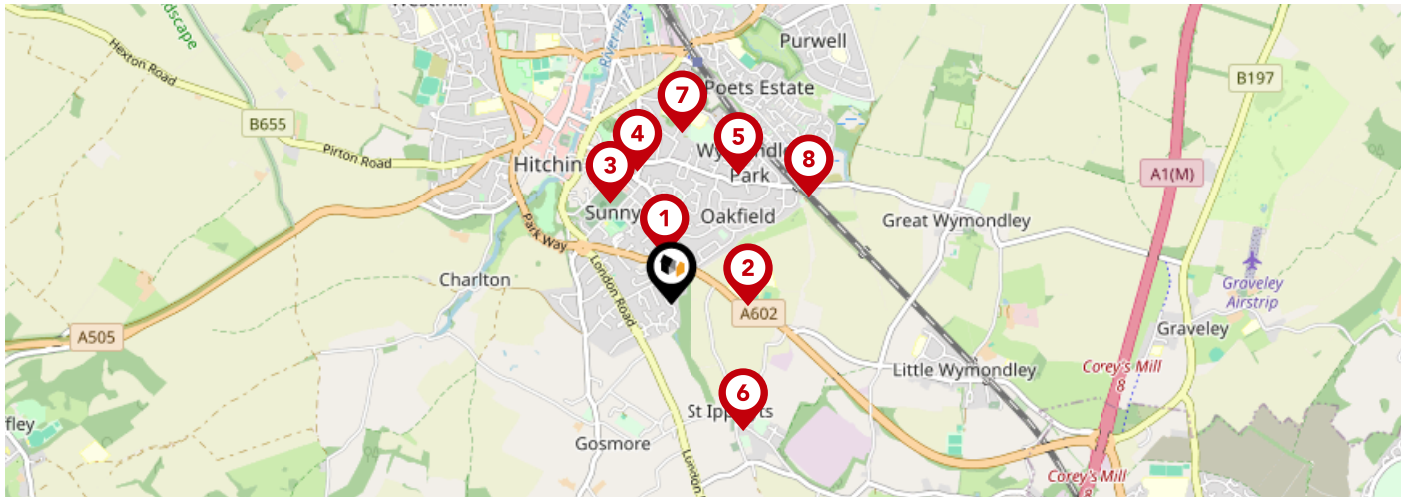 Purwell
B197
Hexton Road
River Hiz
Poets Estate
7
B655
4
5
Pirton Road
Hitchin
3
8
Park
A1(M)
1
Sunny
Oakfield
Great Wymondley
Park Way
2
London Road
Charlton
Graveley
Airstrip
A602
A505
Graveley
Corey's Mill
8
Little Wymondley
6
St Ipp
ts
ffley
Gosmore
London
Corey's Mill
8